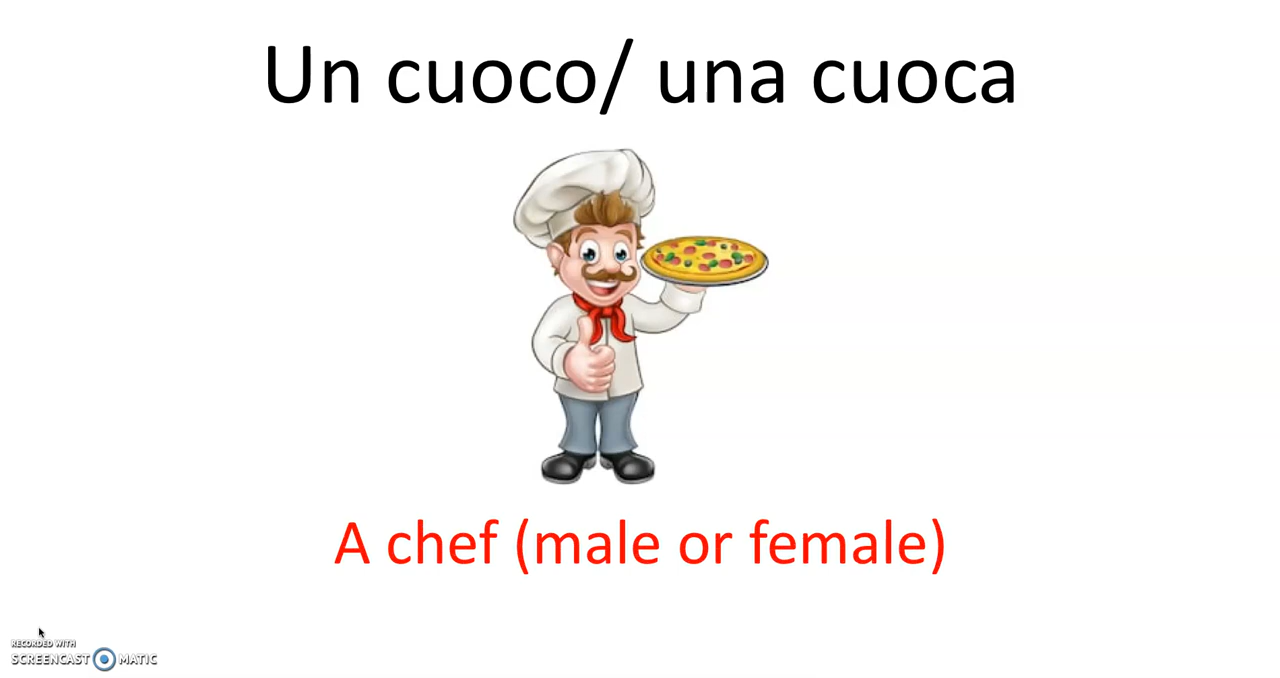 Un cuoco/ una cuoca
A chef (male or female)
RECORDED WITH
SCREENCAST MATIC